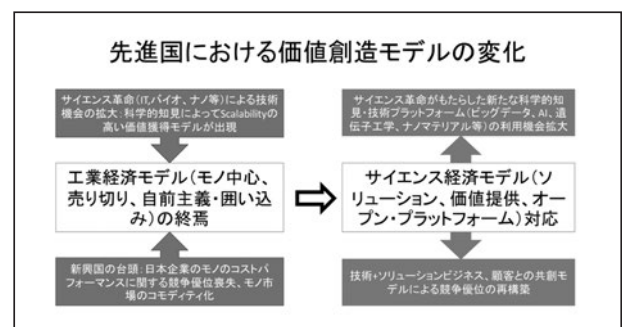 先進国における価値創造モデルの変化
サイエンス革命（IT,バイオ、ナノ等）による技術
機会の拡大：科学的知見によってScalabilityの
高い価値獲得モデルが出現
サイエンス革命がもたらした新たな科学的知
見・技術プラットフォーム（ビッグデータ、AI、遺
伝子工学、ナノマテリアル等）の利用機会拡大
工業経済モデル（モノ中心、
売り切り、自前主義・囲い込
み）の終焉
サイエンス経済モデル（ソ
リューション、価値提供、オー
プン・プラットフォーム）対応
新興国の台頭：日本企業のモノのコストパ
フォーマンスに関する競争優位喪失、モノ市
場のコモディティ化
技術+ソリューションビジネス、顧客との共創モ
デルによる競争優位の再構築